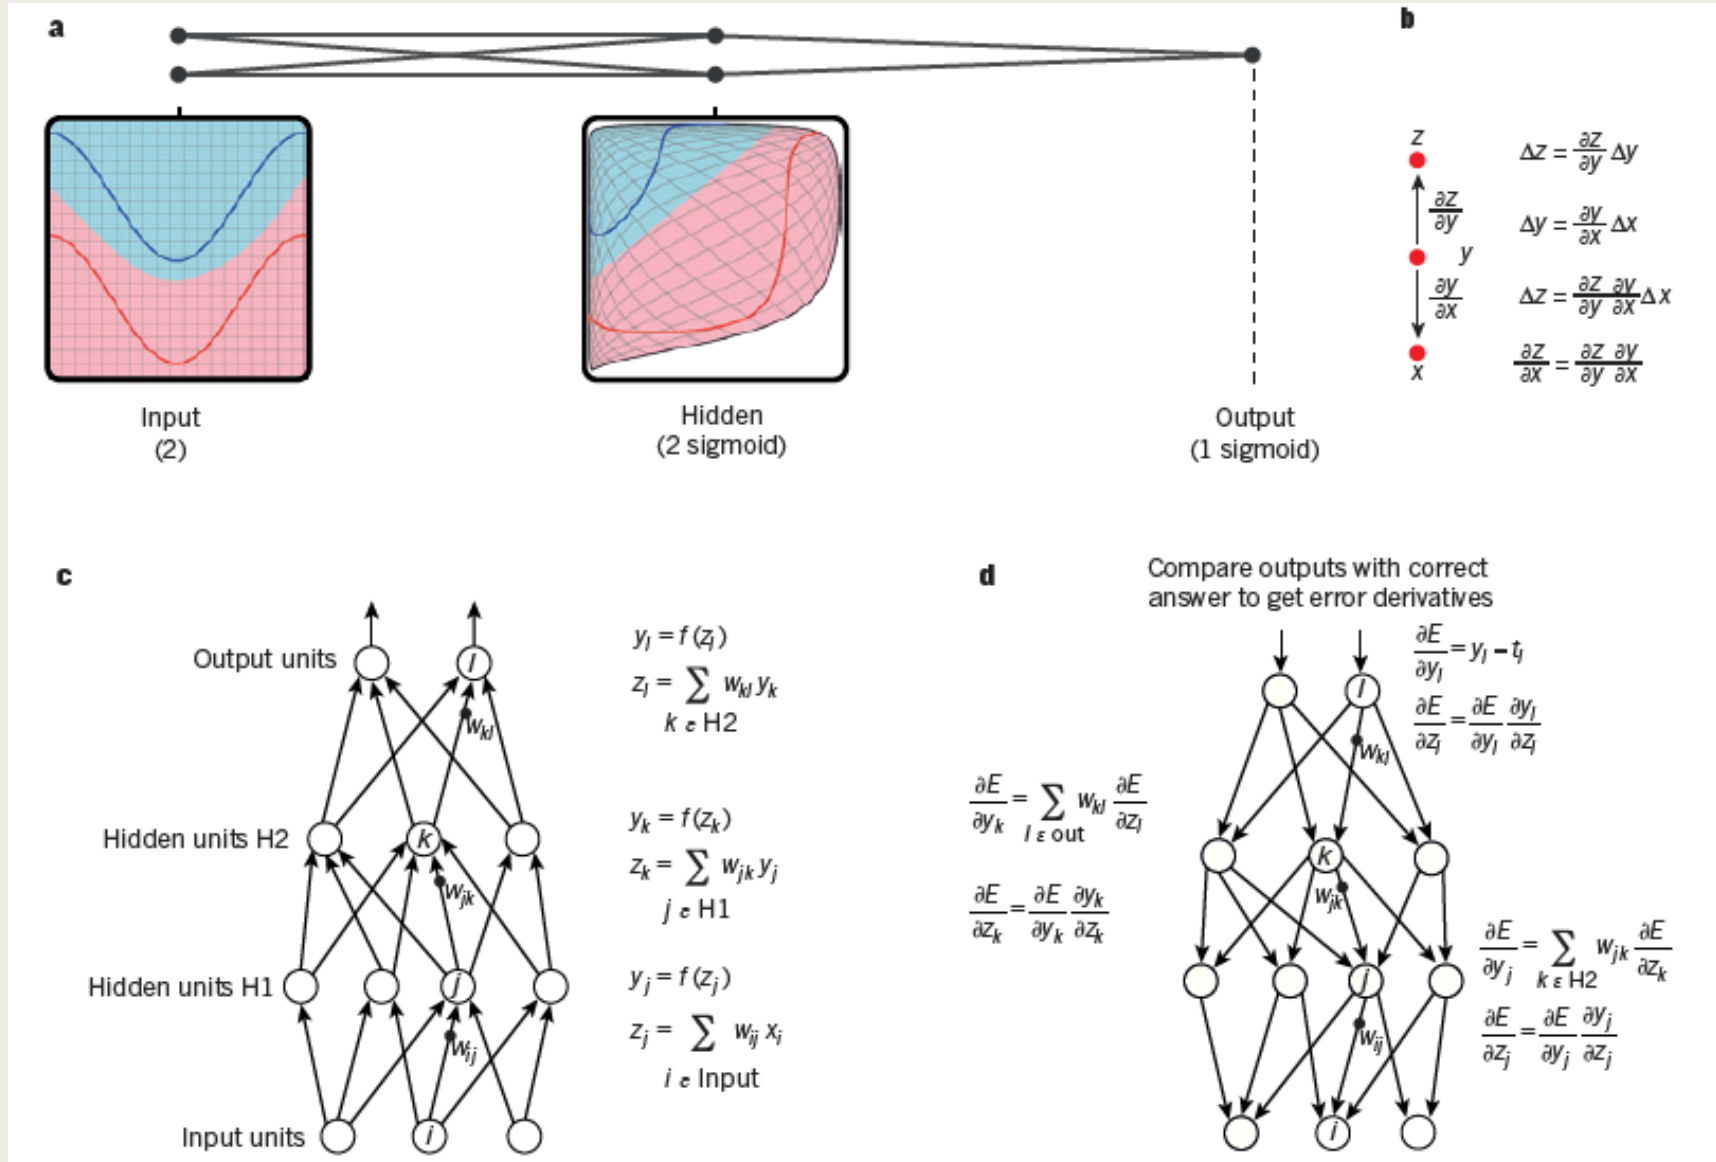 a
Input
(2)
Hidden
(2 sigmoid)
Output
(1 sigmoid)
b
z
∂z/∂y
y
∂y/∂x
x
Δz = ∂z/∂y Δy
Δy = ∂y/∂x Δx
Δz = ∂z/∂y ∂y/∂x Δx
∂z/∂x = ∂z/∂y ∂y/∂x
c
Output units
l
w_kl
Hidden units H2
k
w_jk
Hidden units H1
j
w_ij
Input units
i
y_l = f(z_l)
z_l = ∑ w_kl y_k
k ε H2
y_k = f(z_k)
z_k = ∑ w_jk y_j
j ε H1
y_j = f(z_j)
z_j = ∑ w_ij x_i
i ε Input
d
Compare outputs with correct
answer to get error derivatives
l
w_kl
k
w_jk
j
w_ij
i
∂E/∂y_l = y_l − t_l
∂E/∂z_l = ∂E/∂y_l ∂y_l/∂z_l
∂E/∂y_k = ∑ w_kl ∂E/∂z_l
l ε out
∂E/∂z_k = ∂E/∂y_k ∂y_k/∂z_k
∂E/∂y_j = ∑ w_jk ∂E/∂z_k
k ε H2
∂E/∂z_j = ∂E/∂y_j ∂y_j/∂z_j